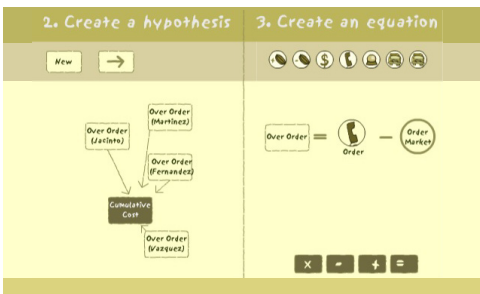 2. Create a hypothesis
New
Over Order
(Martinez)
Over Order
(Jacinto)
Over Order
(Fernandez)
Cumulative
Cost
Over Order
(Vazquez)
3. Create an equation
$
Over Order = Order - Order
Market
x - + =